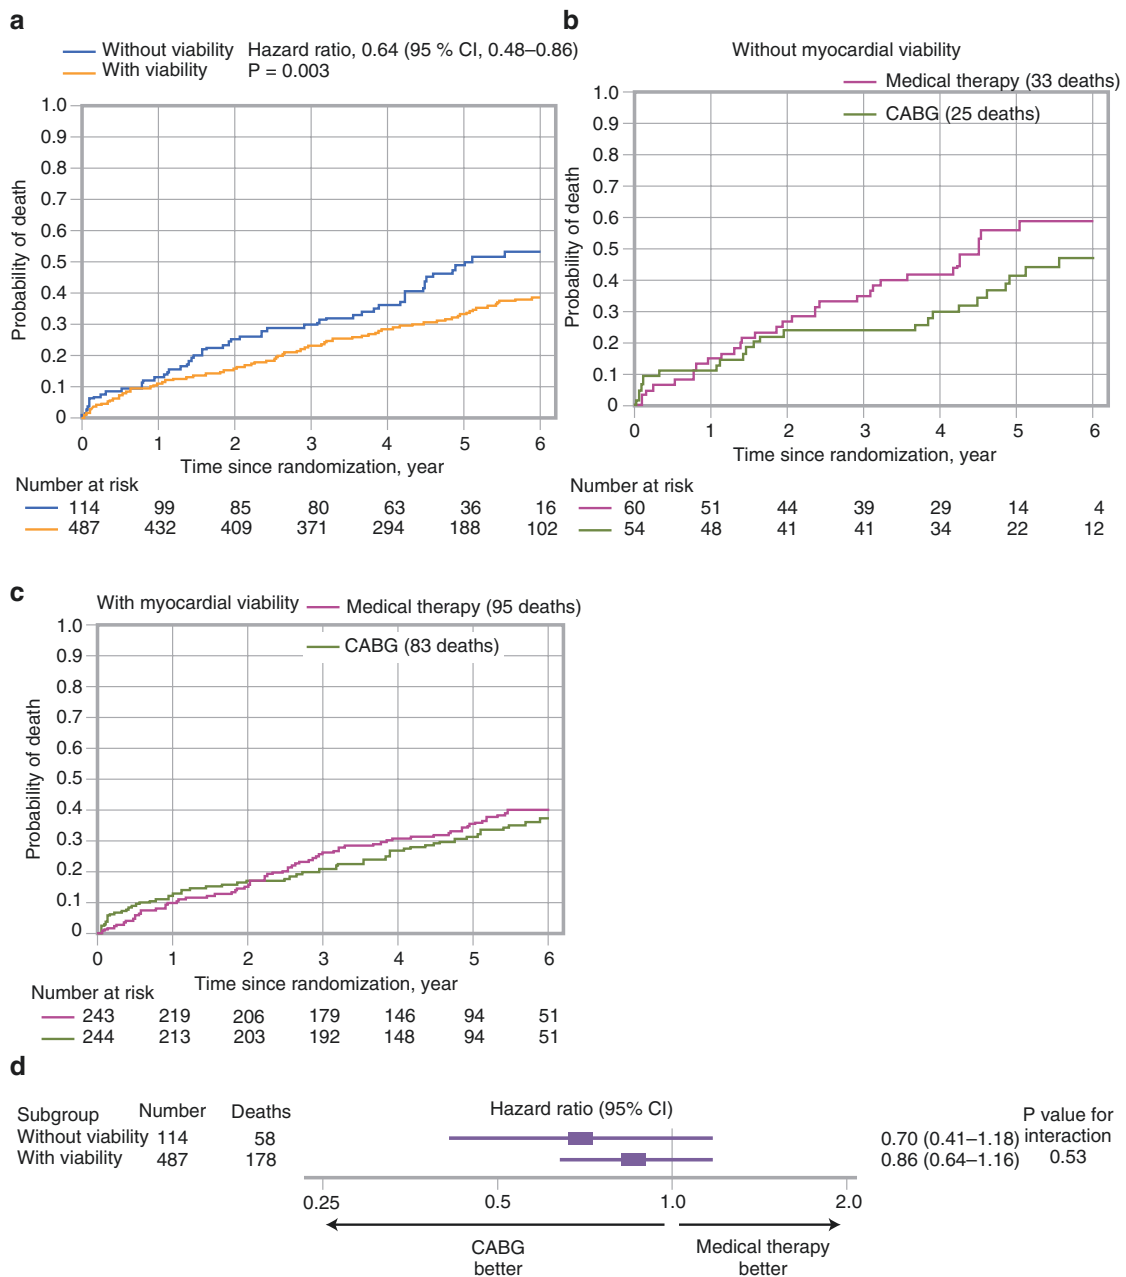 a
Without viability Hazard ratio, 0.64 (95 % CI, 0.48–0.86)
With viability P = 0.003
1.0
0.9
0.8
0.7
0.6
0.5
0.4
0.3
0.2
0.1
0
Probability of death
0 1 2 3 4 5 6
Time since randomization, year
Number at risk
114 99 85 80 63 36 16
487 432 409 371 294 188 102
b
Without myocardial viability
Medical therapy (33 deaths)
CABG (25 deaths)
1.0
0.9
0.8
0.7
0.6
0.5
0.4
0.3
0.2
0.1
0
Probability of death
0 1 2 3 4 5 6
Time since randomization, year
Number at risk
60 51 44 39 29 14 4
54 48 41 41 34 22 12
c
With myocardial viability Medical therapy (95 deaths)
CABG (83 deaths)
1.0
0.9
0.8
0.7
0.6
0.5
0.4
0.3
0.2
0.1
0
Probability of death
0 1 2 3 4 5 6
Time since randomization, year
Number at risk
243 219 206 179 146 94 51
244 213 203 192 148 94 51
d
Subgroup Number Deaths Hazard ratio (95% CI) P value for interaction
Without viability 114 58 0.70 (0.41–1.18)
With viability 487 178 0.86 (0.64–1.16) 0.53
0.25 0.5 1.0 2.0
CABG better
Medical therapy better